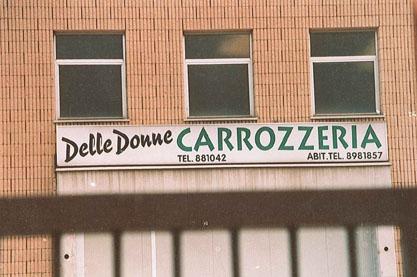 Delle Donne CARROZZERIA
TEL. 881042 ABIT. TEL. 8981857